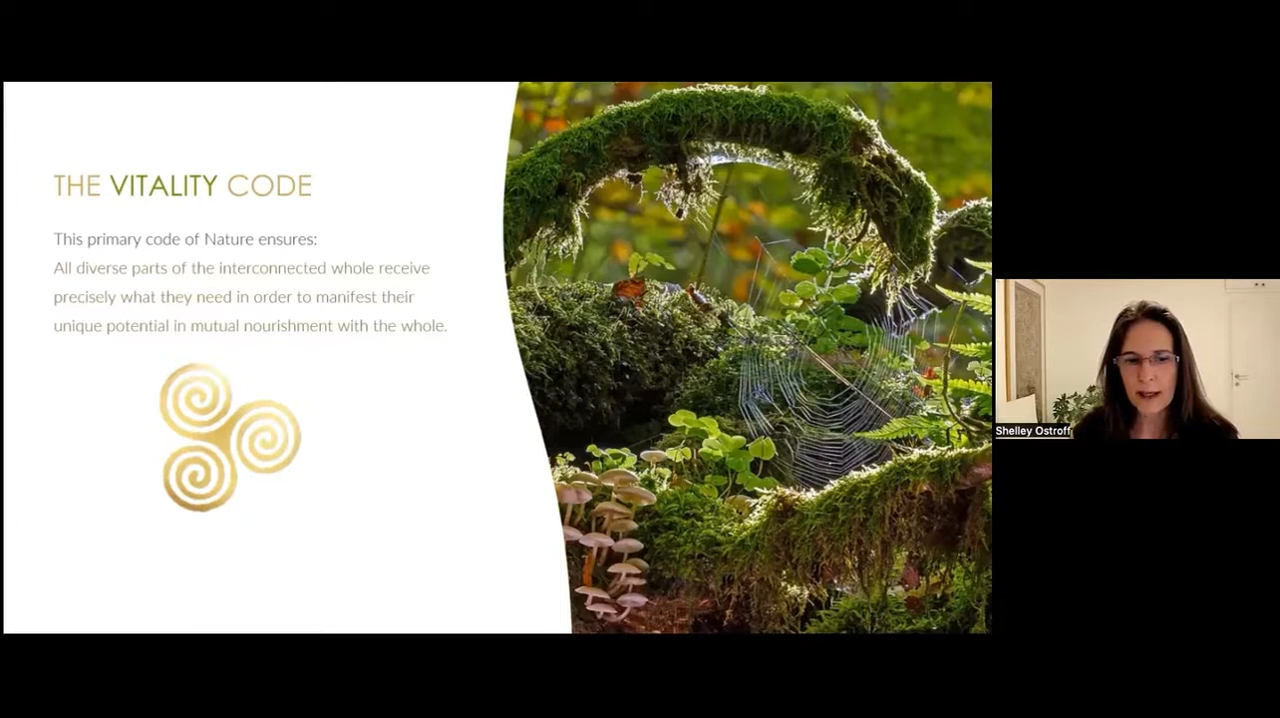 THE VITALITY CODE
This primary code of Nature ensures:
All diverse parts of the interconnected whole receive
precisely what they need in order to manifest their
unique potential in mutual nourishment with the whole.
Shelley Ostroff